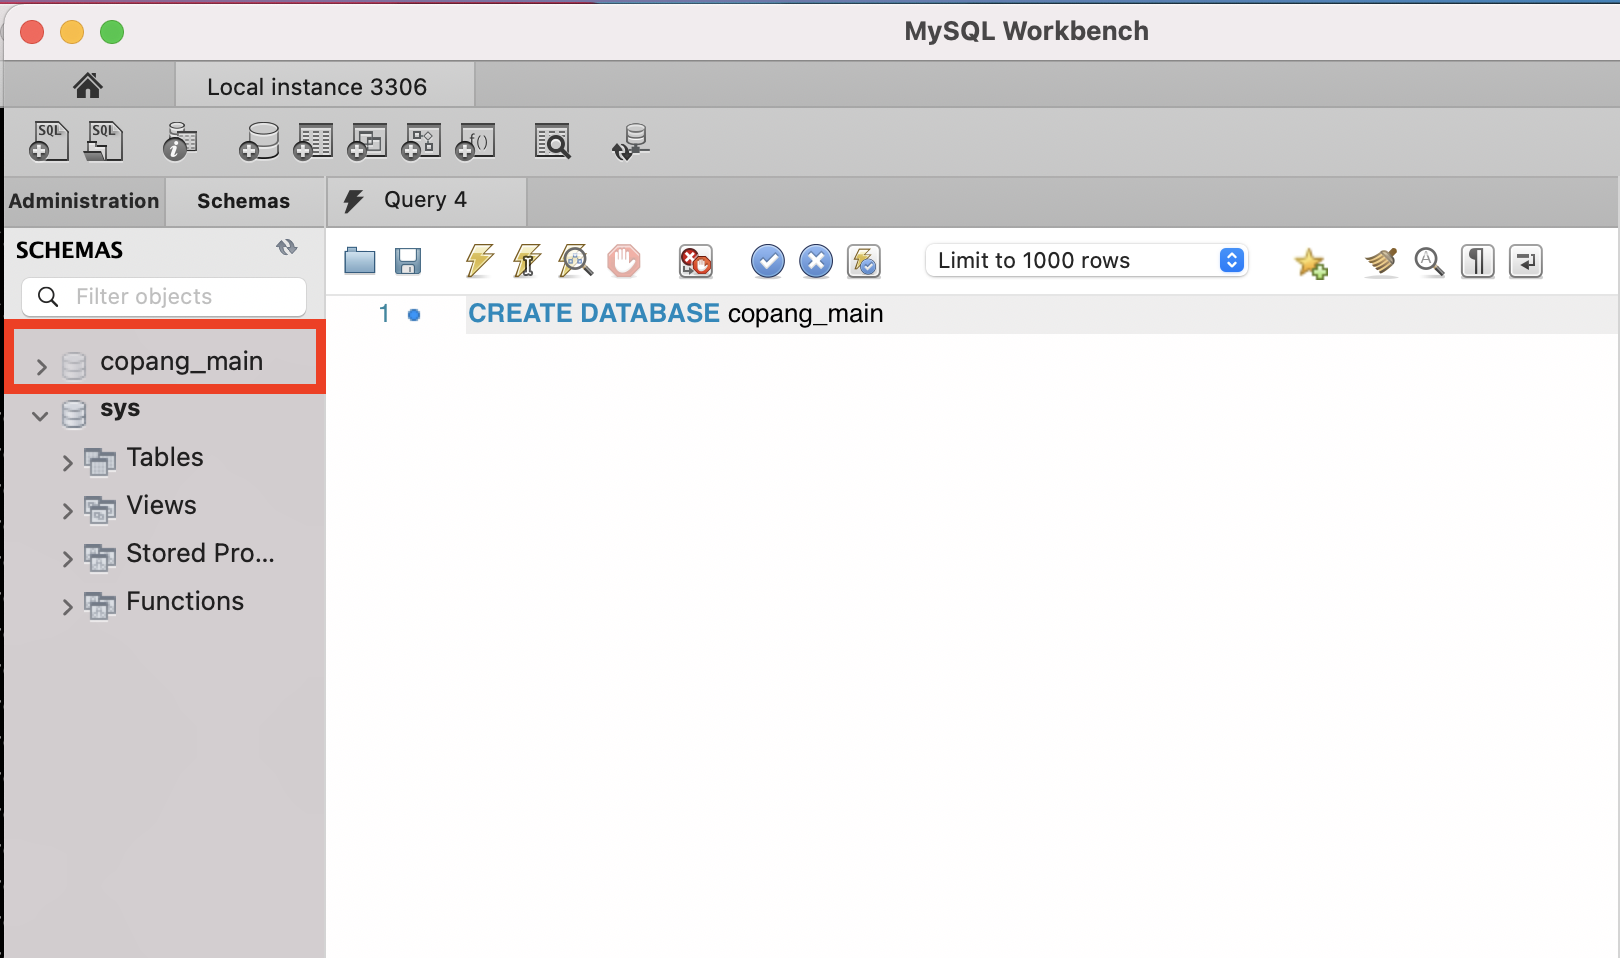 MySQL Workbench
Local instance 3306
SQL SQL
Administration Schemas Query 4
SCHEMAS
Limit to 1000 rows
Filter objects
1 CREATE DATABASE copang_main
copang_main
sys
Tables
Views
Stored Pro...
Functions